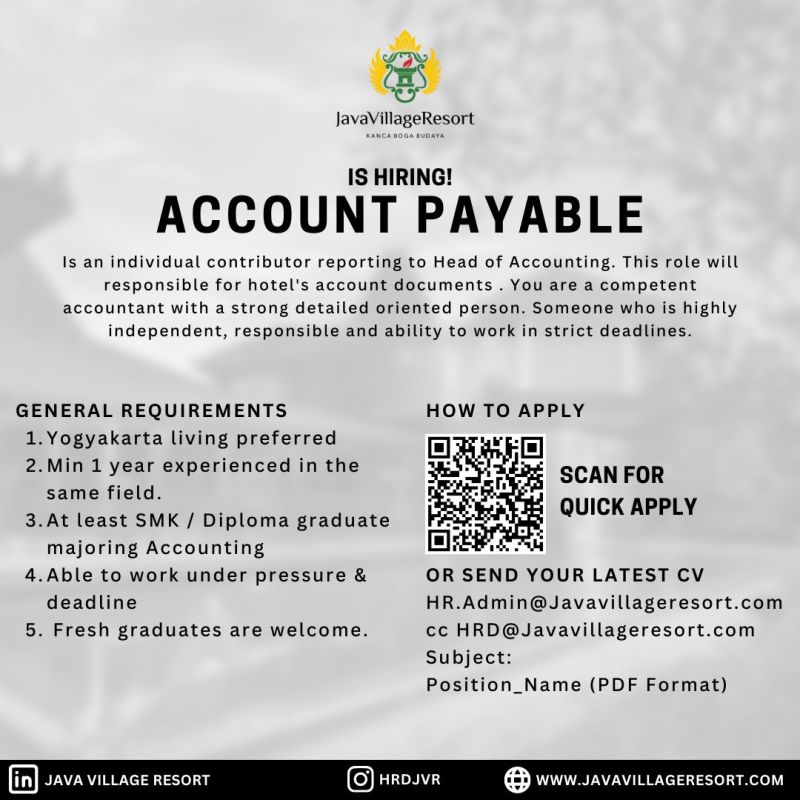 JavaVillageResort
KANCA BOGA BUDAYA
IS HIRING!
ACCOUNT PAYABLE
Is an individual contributor reporting to Head of Accounting. This role will
responsible for hotel's account documents . You are a competent
accountant with a strong detailed oriented person. Someone who is highly
independent, responsible and ability to work in strict deadlines.
GENERAL REQUIREMENTS
1. Yogyakarta living preferred
2. Min 1 year experienced in the
same field.
3. At least SMK / Diploma graduate
majoring Accounting
4. Able to work under pressure &
deadline
5. Fresh graduates are welcome.
HOW TO APPLY
SCAN FOR
QUICK APPLY
OR SEND YOUR LATEST CV
HR.Admin@Javavillageresort.com
cc HRD@Javavillageresort.com
Subject:
Position_Name (PDF Format)
in JAVA VILLAGE RESORT
HRDJVR
WWW.JAVAVILLAGERESORT.COM